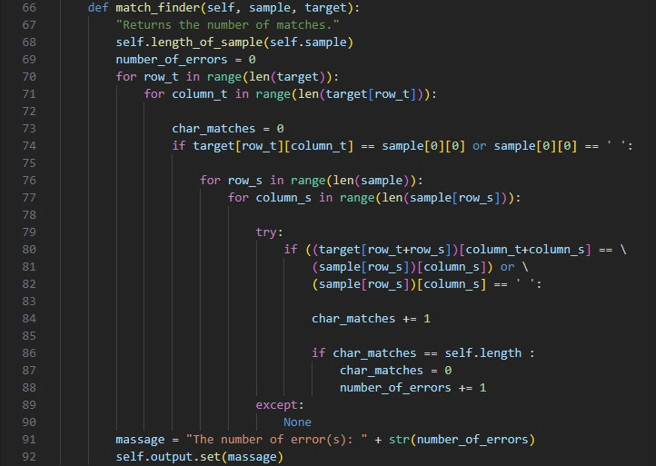 66 def match_finder(self, sample, target):
67 "Returns the number of matches."
68 self.length_of_sample(self.sample)
69 number_of_errors = 0
70 for row_t in range(len(target)):
71 for column_t in range(len(target[row_t])):
72
73 char_matches = 0
74 if target[row_t][column_t] == sample[0][0] or sample[0][0] == ' ':
75
76 for row_s in range(len(sample)):
77 for column_s in range(len(sample[row_s])):
78
79 try:
80 if ((target[row_t+row_s])[column_t+column_s] == \
81 (sample[row_s])[column_s]) or \
82 (sample[row_s])[column_s] == ' ':
83
84 char_matches += 1
85
86 if char_matches == self.length :
87 char_matches = 0
88 number_of_errors += 1
89 except:
90 None
91 massage = "The number of error(s): " + str(number_of_errors)
92 self.output.set(massage)